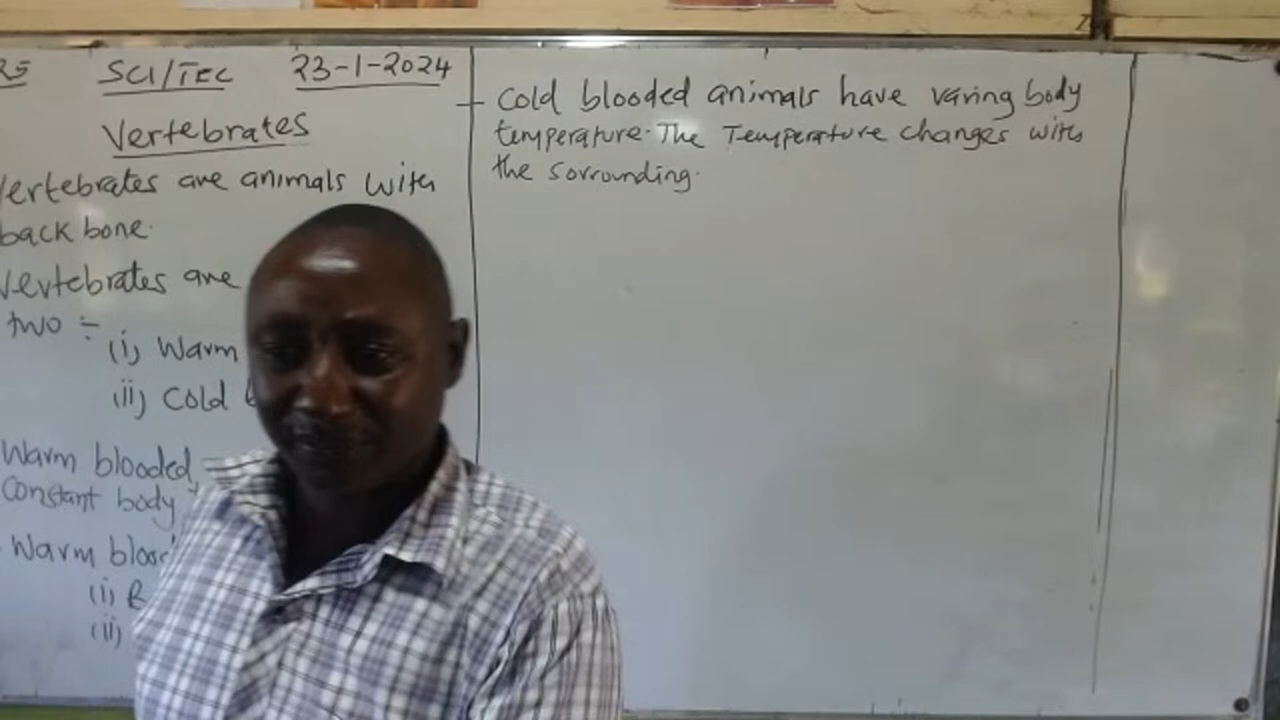 SCI/TEC 23-1-2024
Vertebrates
Vertebrates are animals with
back bone.
Vertebrates are
two :-
(i) Warm
(ii) Cold
Warm blooded
Constant body
- Warm blood
(i)
(ii)
- Cold blooded animals have varing body
temperature. The Temperature changes with
the sorrounding.